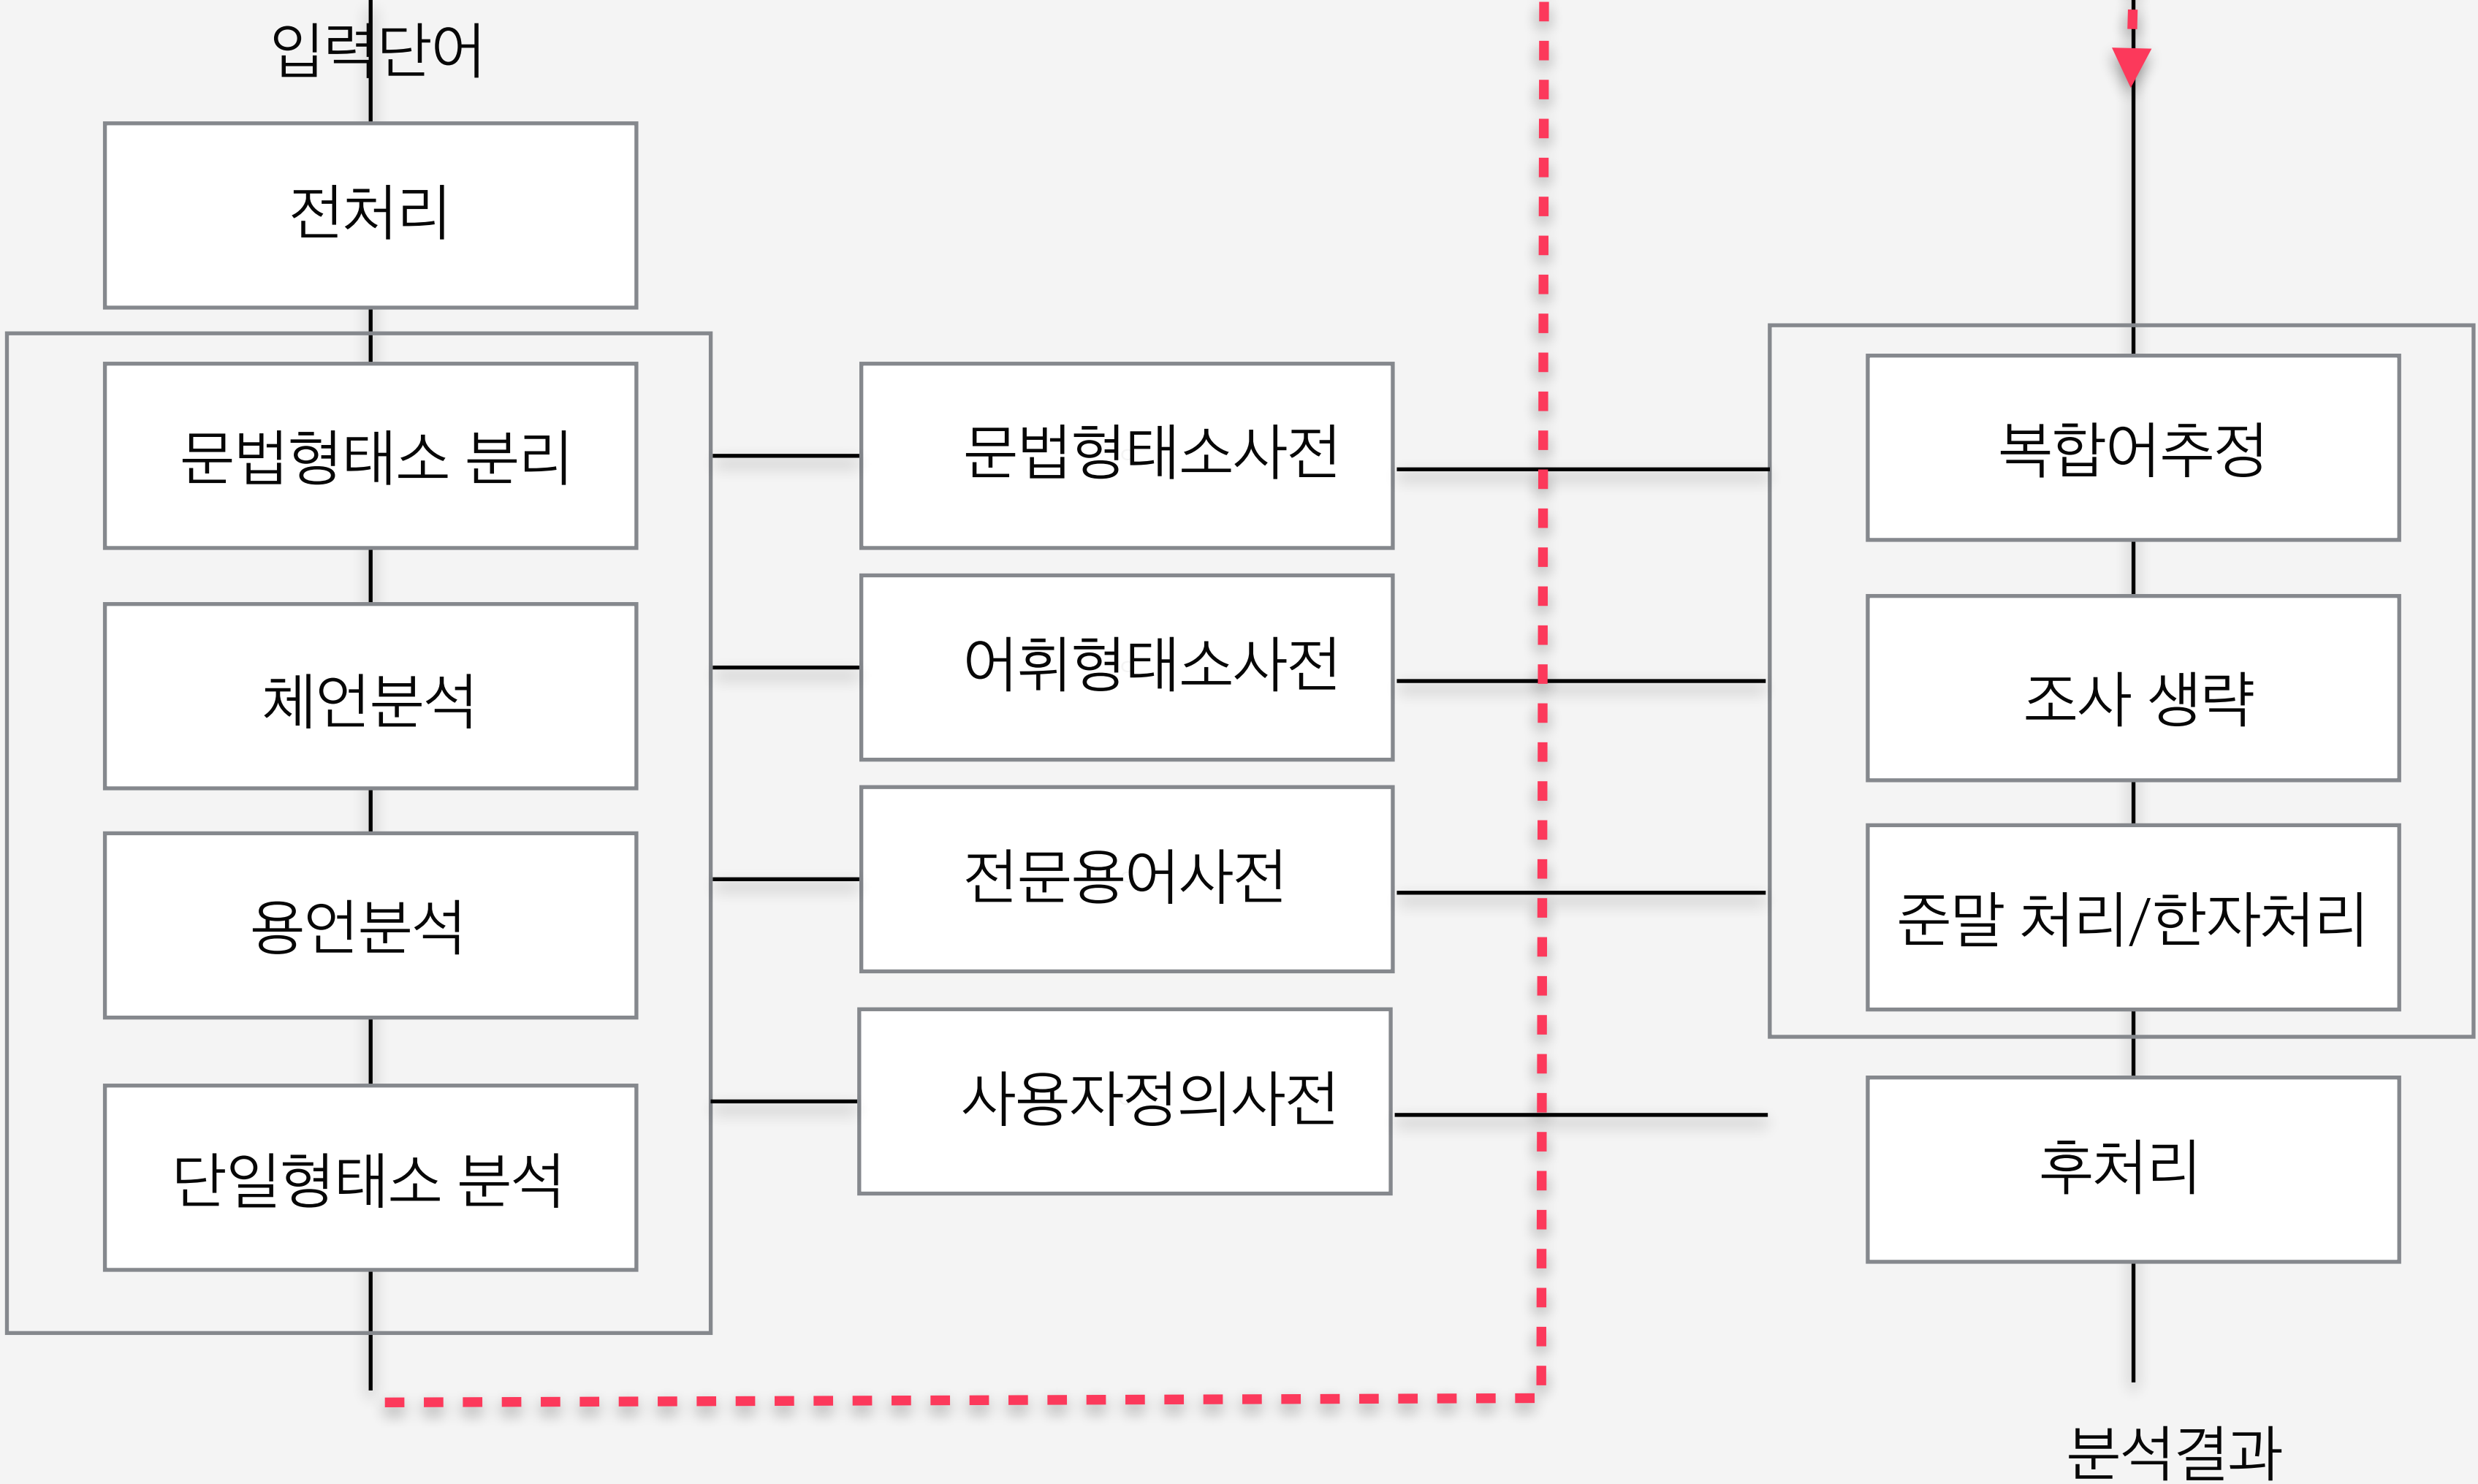 입력단어
전처리
문법형태소 분리
체인분석
용인분석
단일형태소 분석
문법형태소사전
어휘형태소사전
전문용어사전
사용자정의사전
복합어추정
조사 생략
준말 처리/한자처리
후처리
분석결과